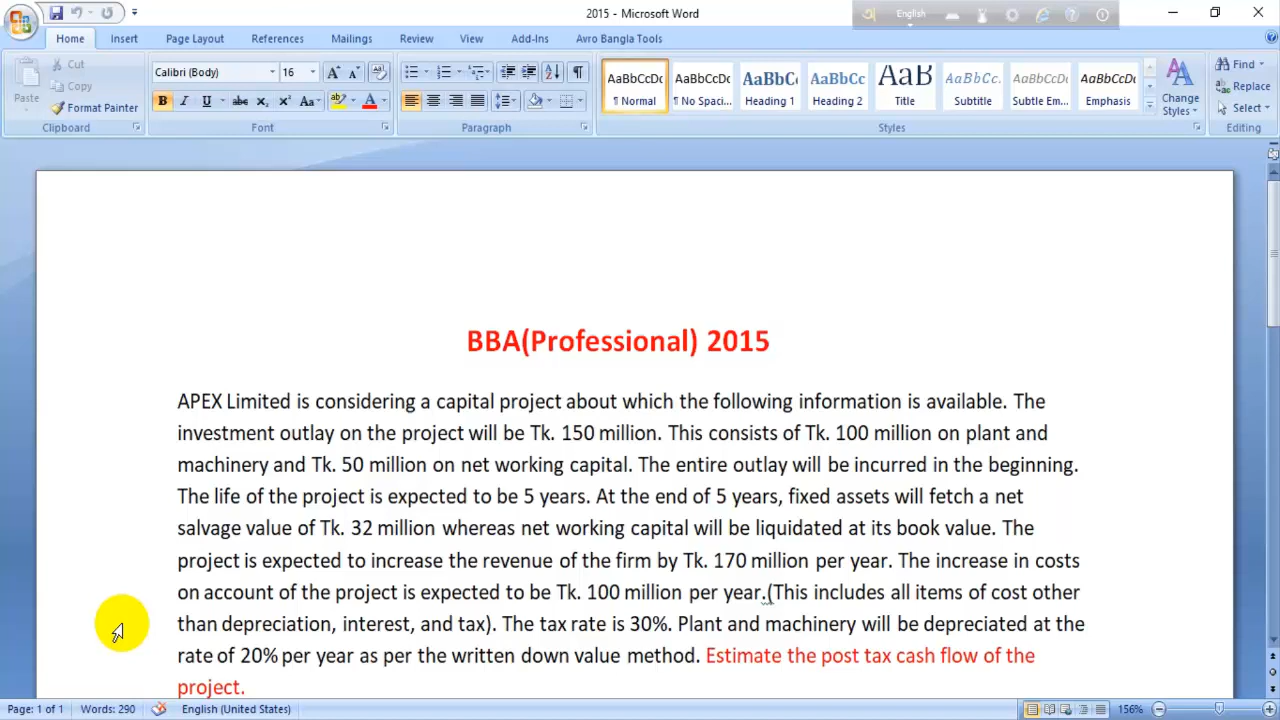 2015 - Microsoft Word
English
Home Insert Page Layout References Mailings Review View Add-Ins Avro Bangla Tools
Paste
Cut
Copy
Format Painter
Calibri (Body) 16
AaBbCcDc AaBbCcDc AaBbCc AaBbCc AaB AaBbCc. AaBbCcDc AaBbCcDc
¶ Normal ¶ No Spaci... Heading 1 Heading 2 Title Subtitle Subtle Em... Emphasis
Change Styles
Find
Replace
Select
Clipboard Font Paragraph Styles Editing
BBA(Professional) 2015
APEX Limited is considering a capital project about which the following information is available. The
investment outlay on the project will be Tk. 150 million. This consists of Tk. 100 million on plant and
machinery and Tk. 50 million on net working capital. The entire outlay will be incurred in the beginning.
The life of the project is expected to be 5 years. At the end of 5 years, fixed assets will fetch a net
salvage value of Tk. 32 million whereas net working capital will be liquidated at its book value. The
project is expected to increase the revenue of the firm by Tk. 170 million per year. The increase in costs
on account of the project is expected to be Tk. 100 million per year.(This includes all items of cost other
than depreciation, interest, and tax). The tax rate is 30%. Plant and machinery will be depreciated at the
rate of 20% per year as per the written down value method. Estimate the post tax cash flow of the
project.
Page: 1 of 1 Words: 290 English (United States) 156%